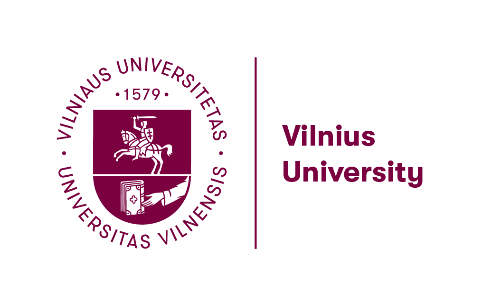 · VILNIAUS UNIVERSITETAS ·
· 1579 ·
UNIVERSITAS VILNENSIS
Vilnius
University